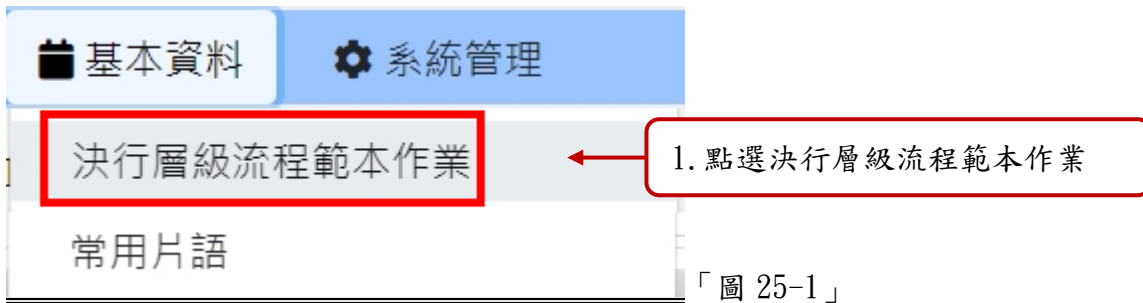 基本資料 系統管理
決行層級流程範本作業
1.點選決行層級流程範本作業
常用片語
「圖 25-1」